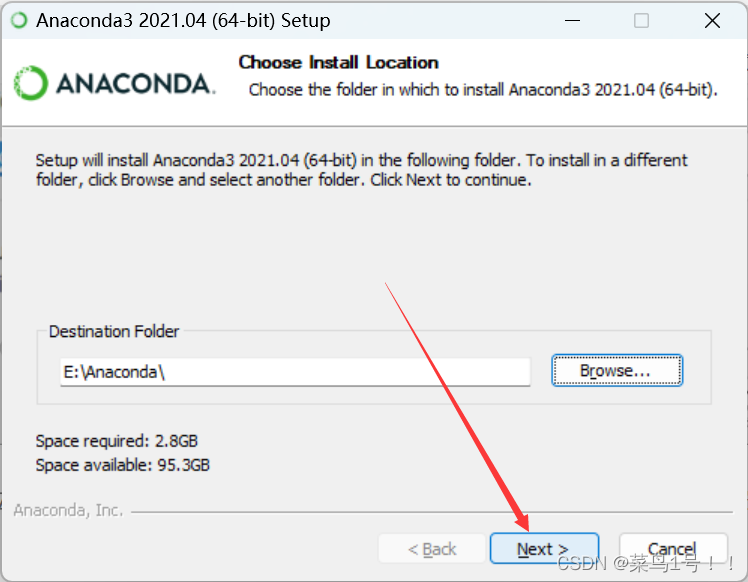 Anaconda3 2021.04 (64-bit) Setup
ANACONDA.
Choose Install Location
Choose the folder in which to install Anaconda3 2021.04 (64-bit).
Setup will install Anaconda3 2021.04 (64-bit) in the following folder. To install in a different
folder, click Browse and select another folder. Click Next to continue.
Destination Folder
E:\Anaconda\
Browse...
Space required: 2.8GB
Space available: 95.3GB
Anaconda, Inc.
< Back
Next >
Cancel
CSDN @菜鸟1号！！